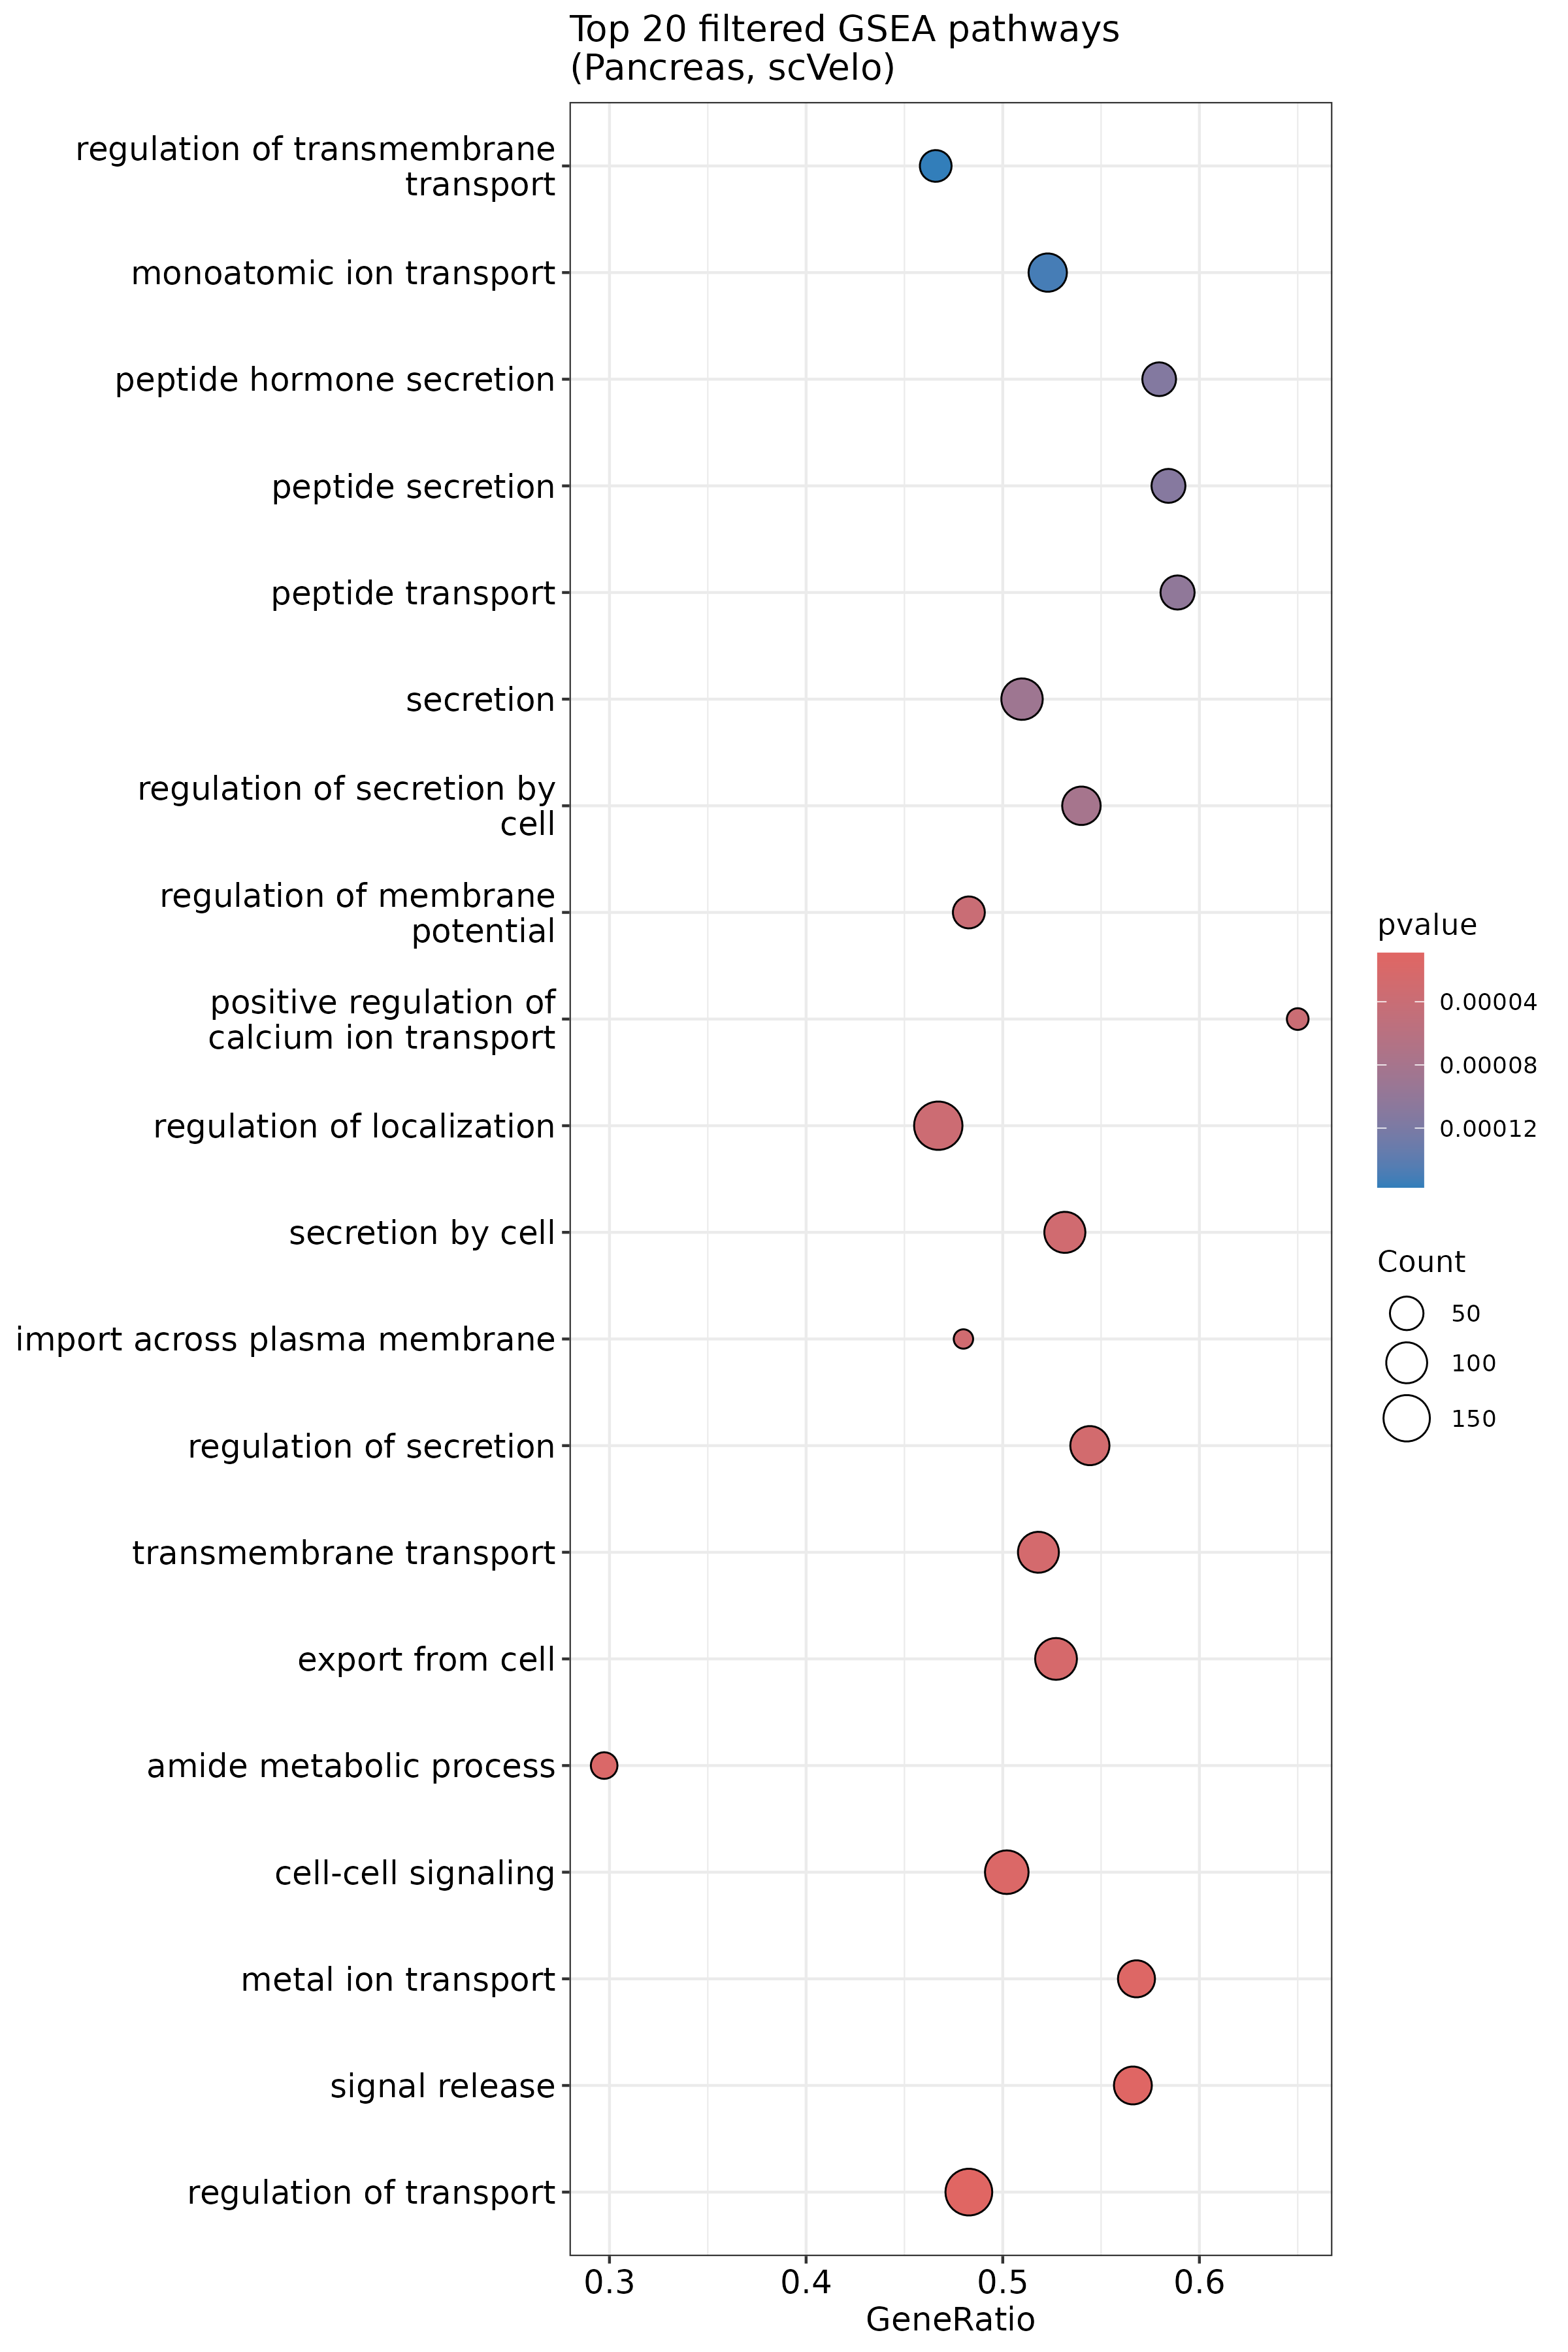 Top 20 filtered GSEA pathways
(Pancreas, scVelo)
regulation of transmembrane
transport
monoatomic ion transport
peptide hormone secretion
peptide secretion
peptide transport
secretion
regulation of secretion by
cell
regulation of membrane
potential
positive regulation of
calcium ion transport
regulation of localization
secretion by cell
import across plasma membrane
regulation of secretion
transmembrane transport
export from cell
amide metabolic process
cell-cell signaling
metal ion transport
signal release
regulation of transport
0.3
0.4
0.5
0.6
GeneRatio
pvalue
0.00004
0.00008
0.00012
Count
50
100
150